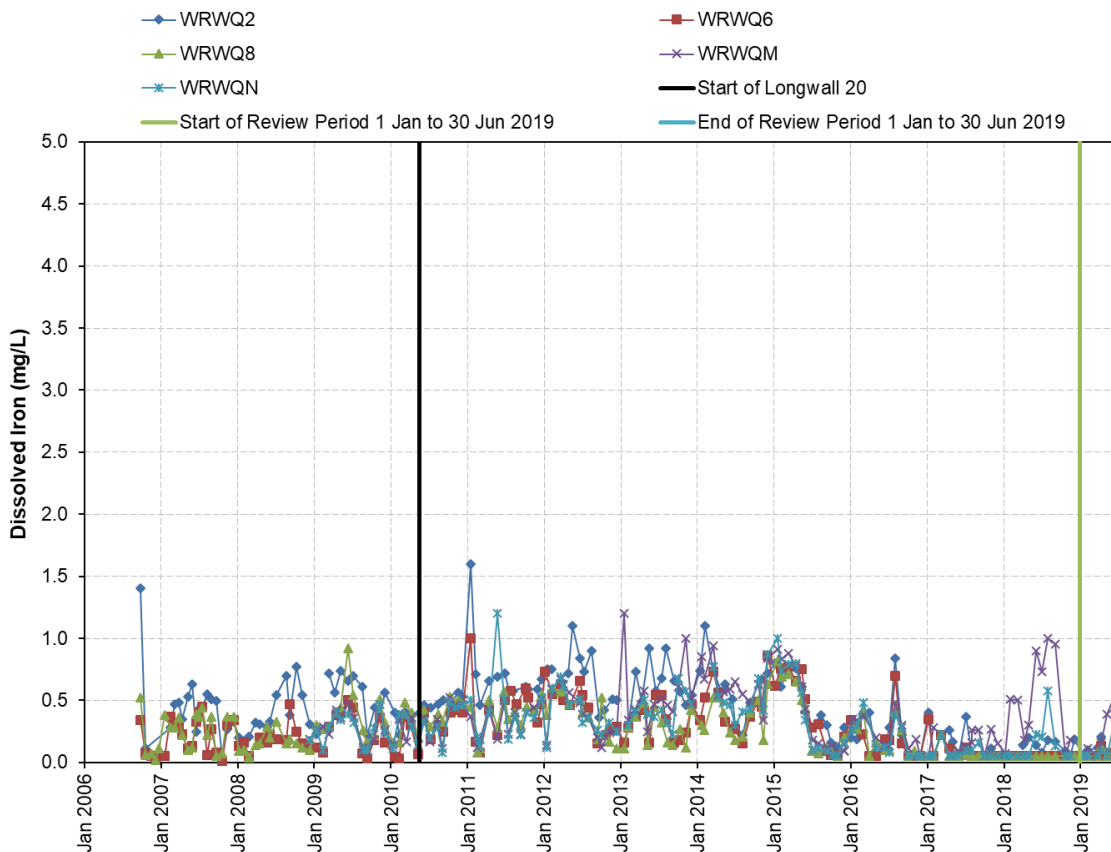 WRWQ2
WRWQ6
WRWQ8
WRWQM
WRWQN
Start of Longwall 20
Start of Review Period 1 Jan to 30 Jun 2019
End of Review Period 1 Jan to 30 Jun 2019
Dissolved Iron (mg/L)
5.0
4.5
4.0
3.5
3.0
2.5
2.0
1.5
1.0
0.5
0.0
Jan 2006
Jan 2007
Jan 2008
Jan 2009
Jan 2010
Jan 2011
Jan 2012
Jan 2013
Jan 2014
Jan 2015
Jan 2016
Jan 2017
Jan 2018
Jan 2019